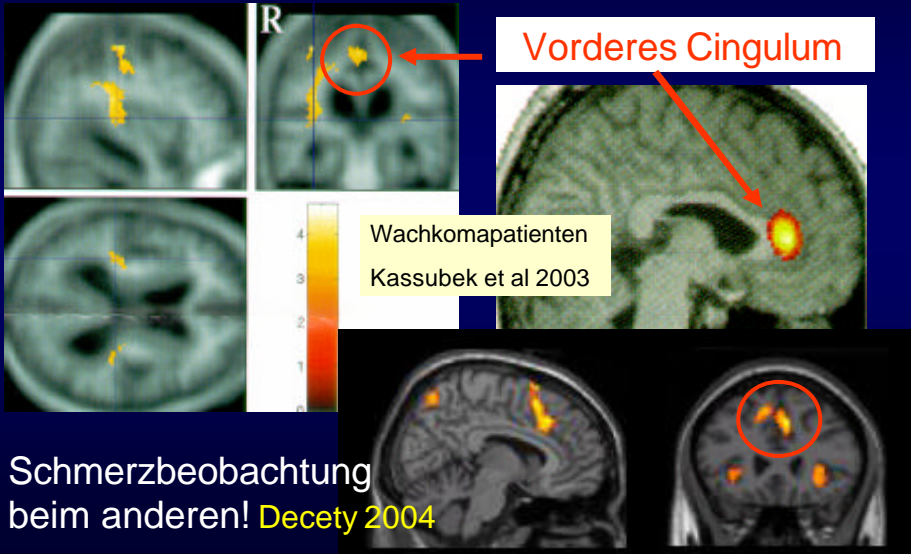 R
Vorderes Cingulum
Wachkomapatienten
Kassubek et al 2003
4
3
2
1
0
Schmerzbeobachtung
beim anderen! Decety 2004